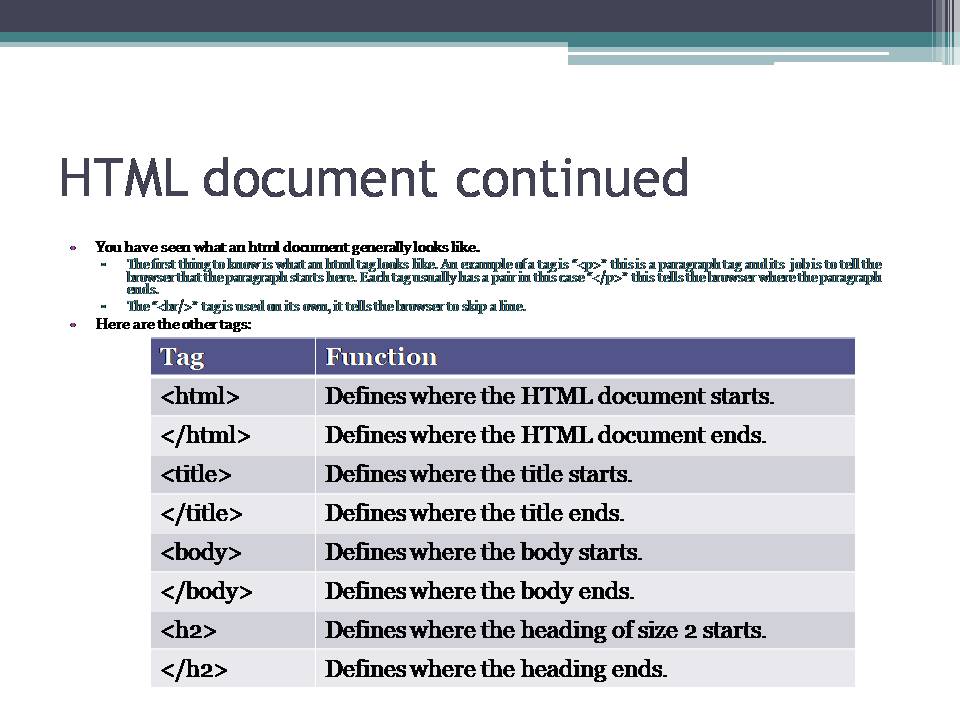 HTML document continued
• You have seen what an html document generally looks like.
▫ The first thing to know is what an html tag looks like. An example of a tag is "<p>" this is a paragraph tag and its job is to tell the
browser that the paragraph starts here. Each tag usually has a pair in this case "</p>" this tells the browser where the paragraph
ends.
▫ The "<br/>" tag is used on its own, it tells the browser to skip a line.
• Here are the other tags:
Tag Function
<html> Defines where the HTML document starts.
</html> Defines where the HTML document ends.
<title> Defines where the title starts.
</title> Defines where the title ends.
<body> Defines where the body starts.
</body> Defines where the body ends.
<h2> Defines where the heading of size 2 starts.
</h2> Defines where the heading ends.